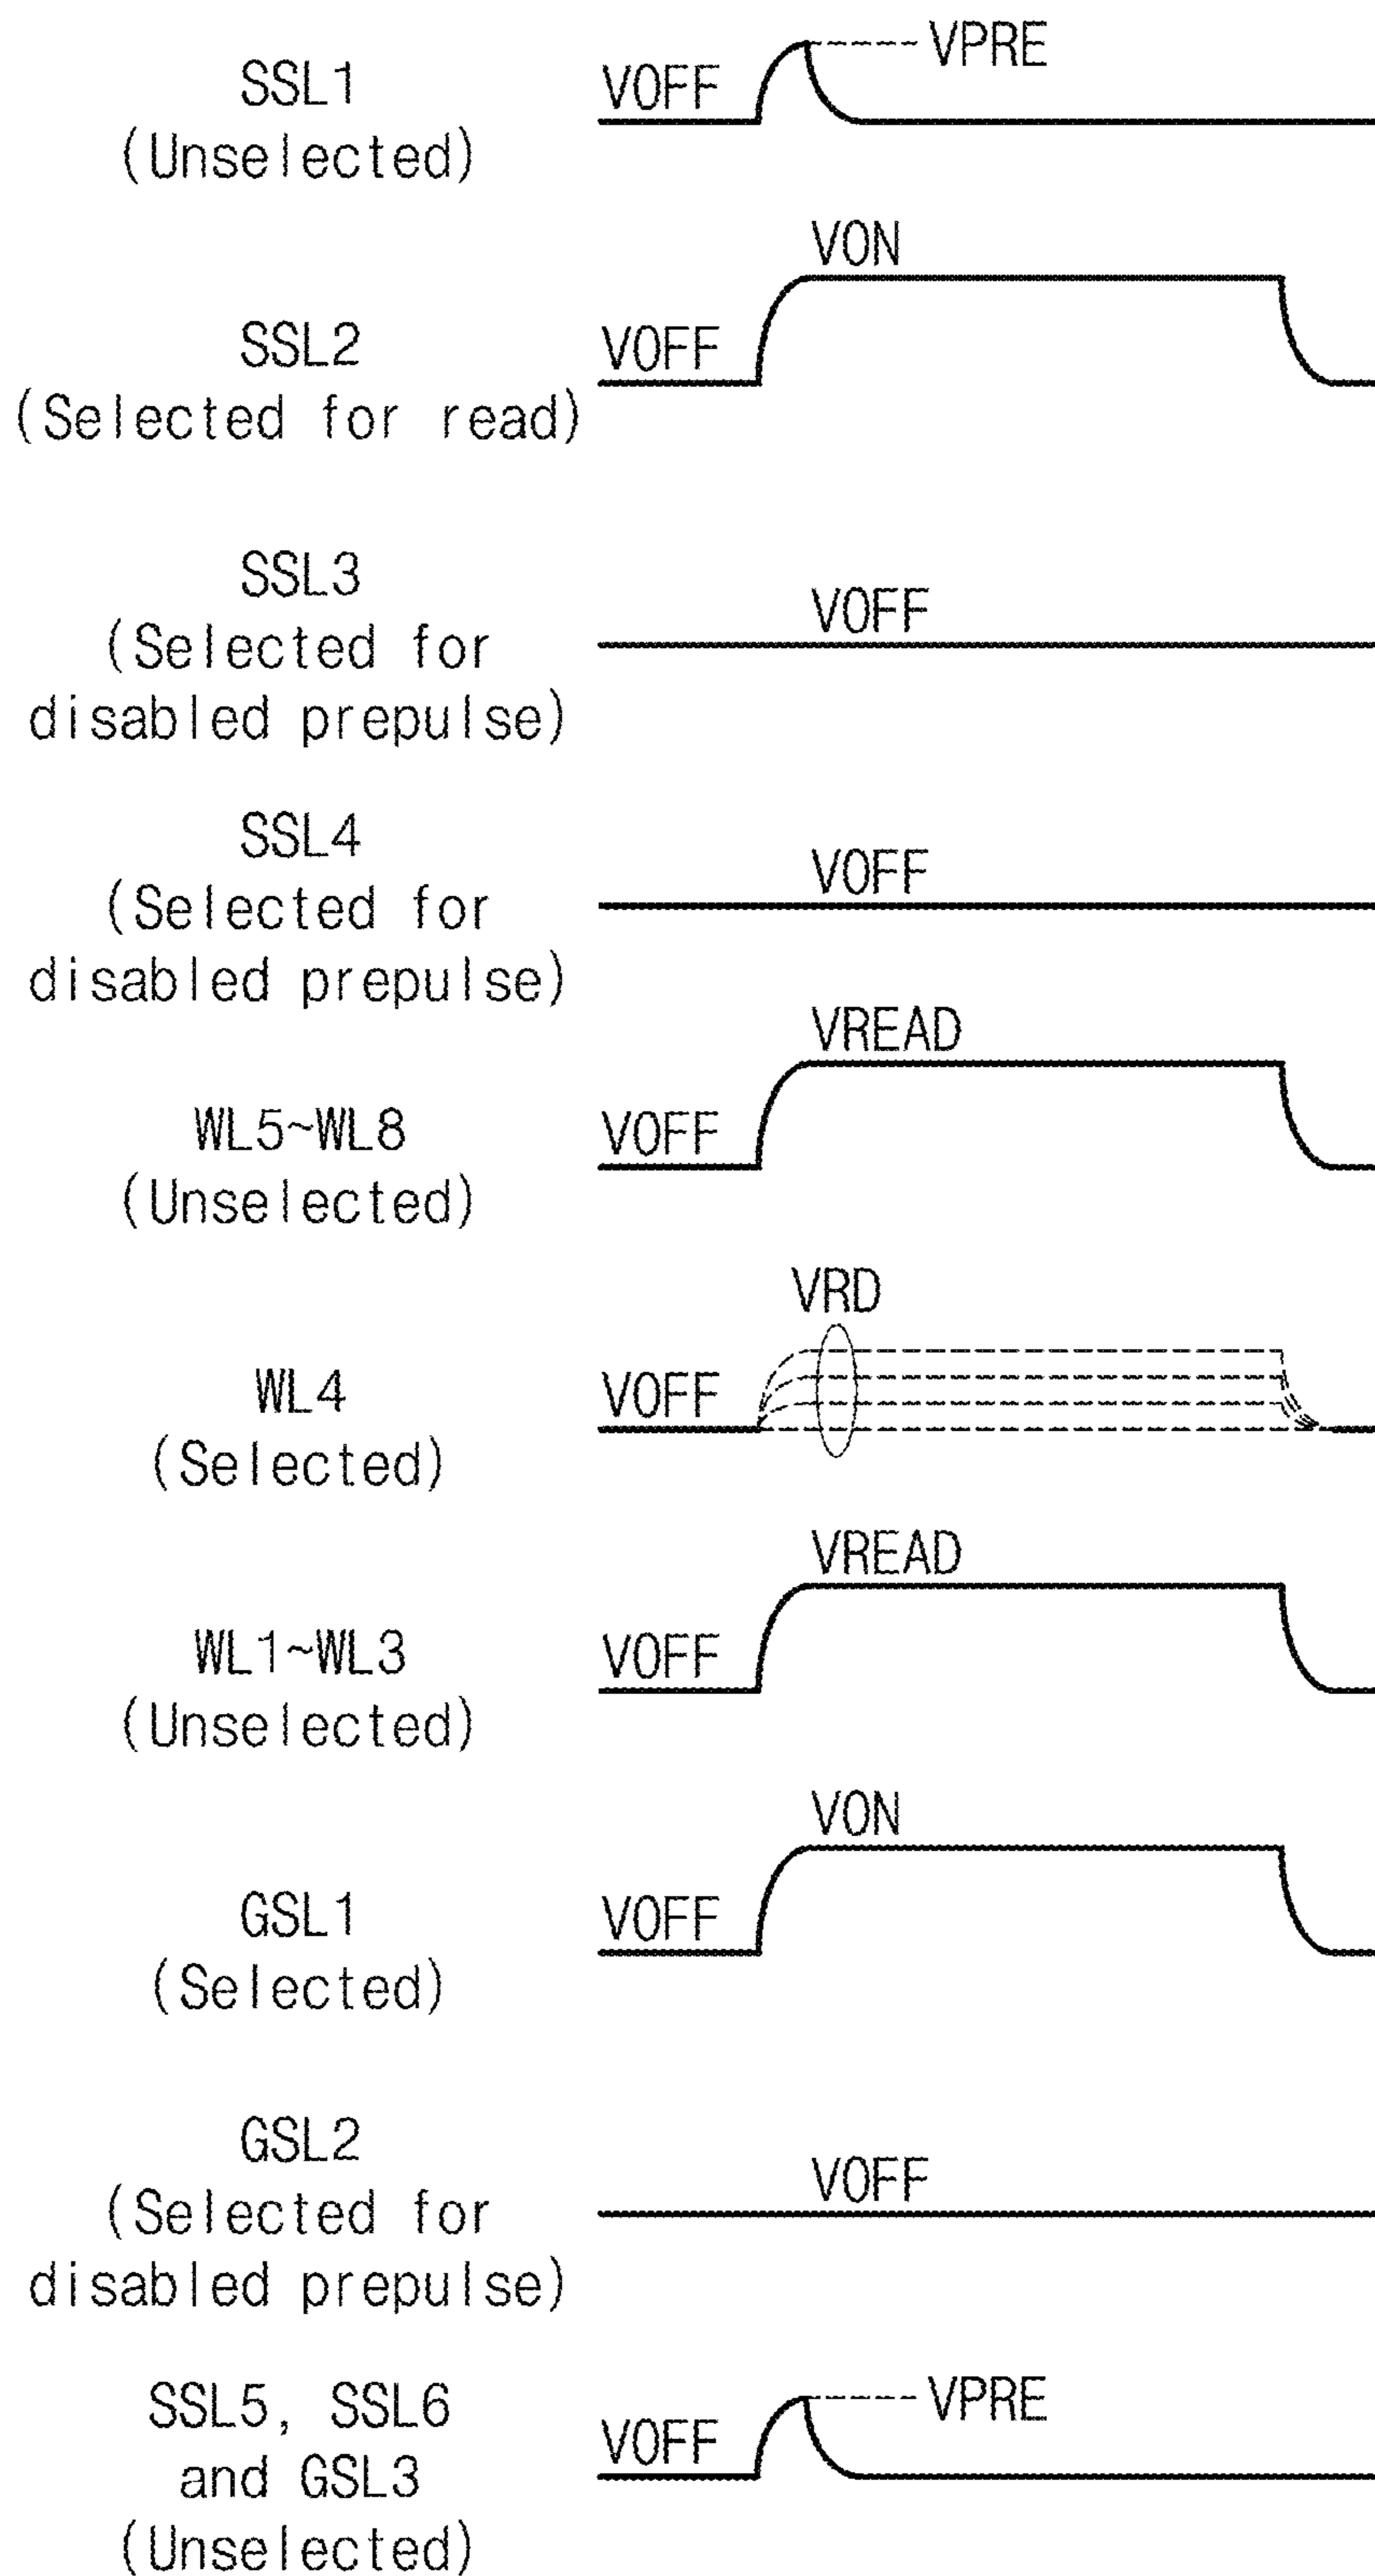 SSL1
(Unselected)
VOFF
VPRE
SSL2
(Selected for read)
VOFF
VON
SSL3
(Selected for
disabled prepulse)
VOFF
SSL4
(Selected for
disabled prepulse)
VOFF
WL5~WL8
(Unselected)
VOFF
VREAD
WL4
(Selected)
VOFF
VRD
WL1~WL3
(Unselected)
VOFF
VREAD
GSL1
(Selected)
VOFF
VON
GSL2
(Selected for
disabled prepulse)
VOFF
SSL5, SSL6
and GSL3
(Unselected)
VOFF
VPRE